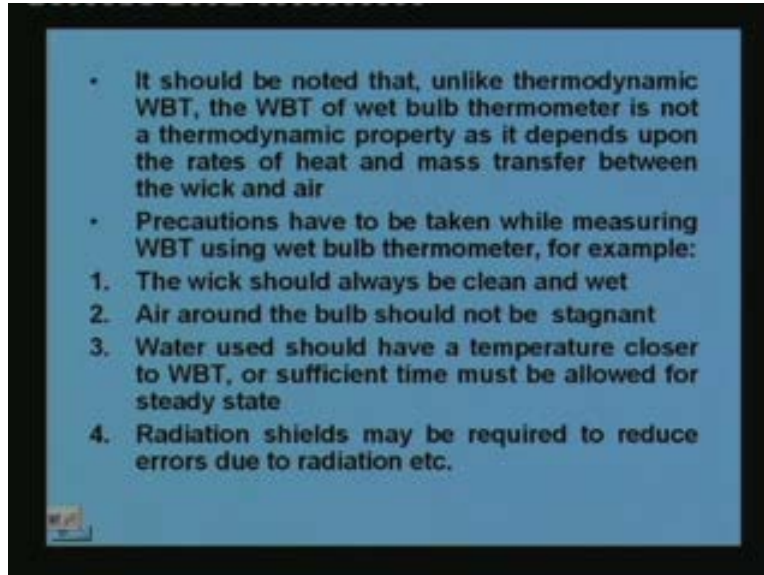 • It should be noted that, unlike thermodynamic
WBT, the WBT of wet bulb thermometer is not
a thermodynamic property as it depends upon
the rates of heat and mass transfer between
the wick and air
• Precautions have to be taken while measuring
WBT using wet bulb thermometer, for example:
1. The wick should always be clean and wet
2. Air around the bulb should not be stagnant
3. Water used should have a temperature closer
to WBT, or sufficient time must be allowed for
steady state
4. Radiation shields may be required to reduce
errors due to radiation etc.